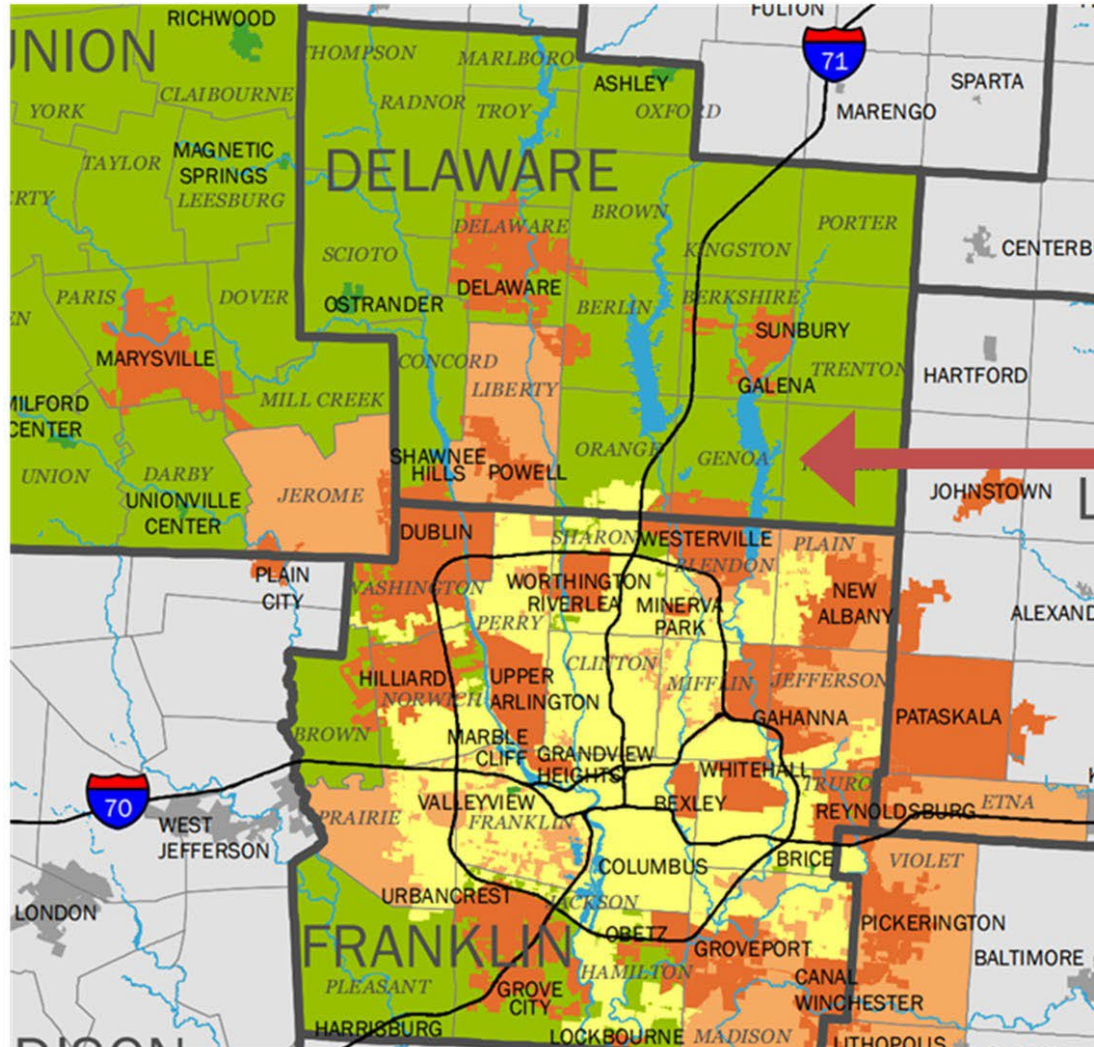 RICHWOOD
FULTON
UNION
THOMPSON
MARLBORO
71
ASHLEY
SPARTA
CLAIBOURNE
RADNOR
TROY
OXFORD
MARENGO
YORK
TAYLOR
MAGNETIC
SPRINGS
DELAWARE
LEESBURG
BROWN
PORTER
DELAWARE
KINGSTON
CENTERB
SCIOTO
PARIS
DOVER
DELAWARE
OSTRANDER
BERLIN
BERKSHIRE
SUNBURY
MARYSVILLE
CONCORD
TRENTON
HARTFORD
LIBERTY
GALENA
MILL CREEK
MILFORD
CENTER
ORANGE
GENOA
SHAWNEE
HILLS
POWELL
UNION
DARBY
JEROME
JOHNSTOWN
UNIONVILLE
CENTER
DUBLIN
SHARON
WESTERVILLE
PLAIN
BLENDON
PLAIN
CITY
WASHINGTON
WORTHINGTON
RIVERLEA
MINERVA
PARK
NEW
ALBANY
ALEXAND
PERRY
CLINTON
HILLIARD
UPPER
ARLINGTON
MIFFLIN
JEFFERSON
NORWICH
GAHANNA
PATASKALA
BROWN
MARBLE
CLIFF
GRANDVIEW
HEIGHTS
WHITEHALL
TRURO
70
VALLEYVIEW
BEXLEY
REYNOLDSBURG
ETNA
PRAIRIE
FRANKLIN
WEST
JEFFERSON
COLUMBUS
BRICE
VIOLET
URBANCREST
JACKSON
LONDON
OBETZ
PICKERINGTON
FRANKLIN
GROVEPORT
BALTIMORE
HAMILTON
PLEASANT
GROVE
CITY
CANAL
WINCHESTER
HARRISBURG
LOCKBOURNE
MADISON
LITHOPOLIS